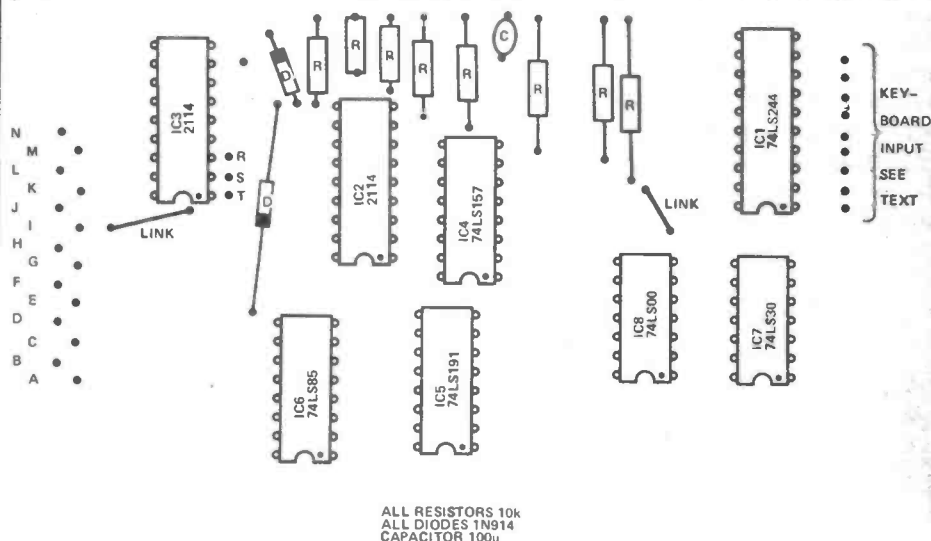 IC3
2114
N
M
L
K
J
I
H
G
F
E
D
C
B
A
R
S
T
LINK
D
D
R
R
R
R
R
C
R
R
R
IC2
2114
IC4
74LS157
LINK
IC1
74LS244
KEY-
BOARD
INPUT
SEE
TEXT
IC6
74LS85
IC5
74LS191
IC8
74LS00
IC7
74LS30
ALL RESISTORS 10k
ALL DIODES 1N914
CAPACITOR 100µ